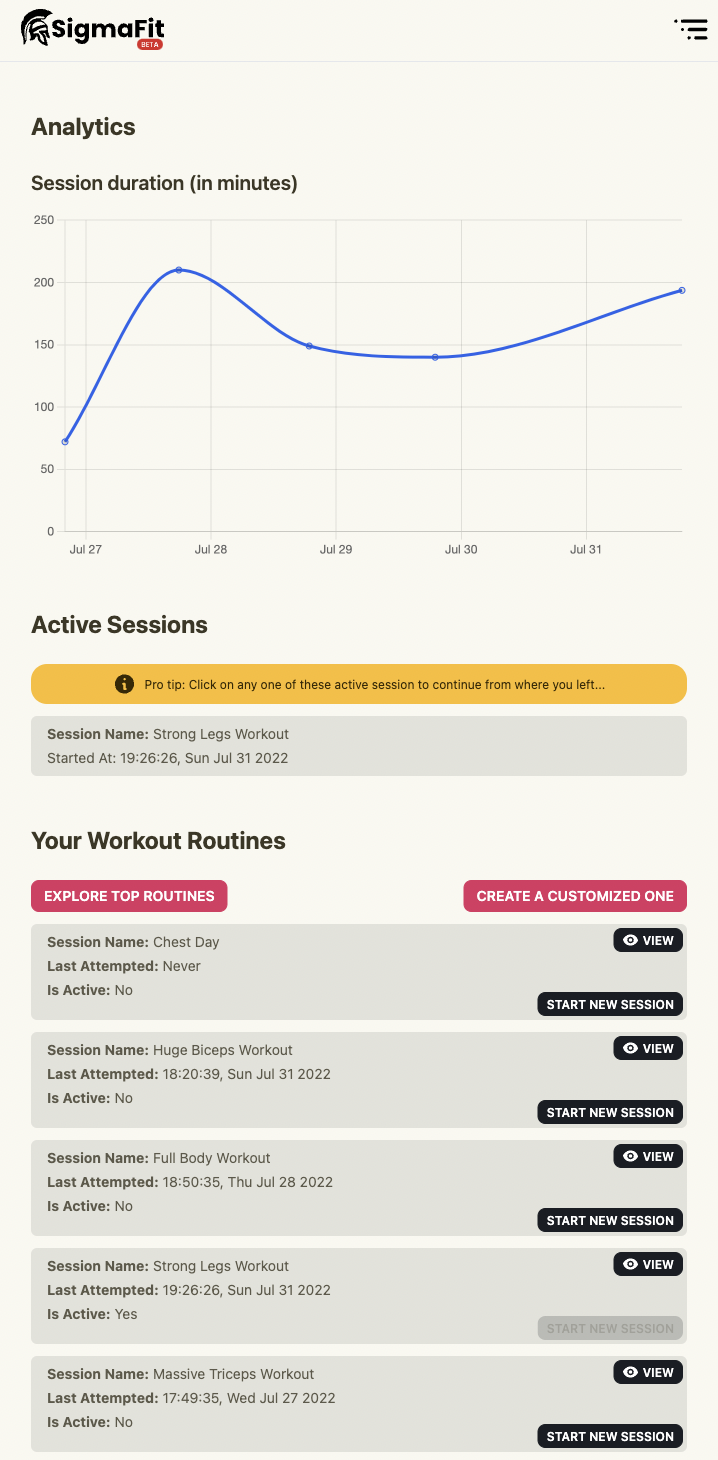 SigmaFit
BETA
Analytics
Session duration (in minutes)
250
200
150
100
50
0
Jul 27 Jul 28 Jul 29 Jul 30 Jul 31
Active Sessions
Pro tip: Click on any one of these active session to continue from where you left...
Session Name: Strong Legs Workout
Started At: 19:26:26, Sun Jul 31 2022
Your Workout Routines
EXPLORE TOP ROUTINES CREATE A CUSTOMIZED ONE
Session Name: Chest Day VIEW
Last Attempted: Never
Is Active: No
START NEW SESSION
Session Name: Huge Biceps Workout VIEW
Last Attempted: 18:20:39, Sun Jul 31 2022
Is Active: No
START NEW SESSION
Session Name: Full Body Workout VIEW
Last Attempted: 18:50:35, Thu Jul 28 2022
Is Active: No
START NEW SESSION
Session Name: Strong Legs Workout VIEW
Last Attempted: 19:26:26, Sun Jul 31 2022
Is Active: Yes
START NEW SESSION
Session Name: Massive Triceps Workout VIEW
Last Attempted: 17:49:35, Wed Jul 27 2022
Is Active: No
START NEW SESSION